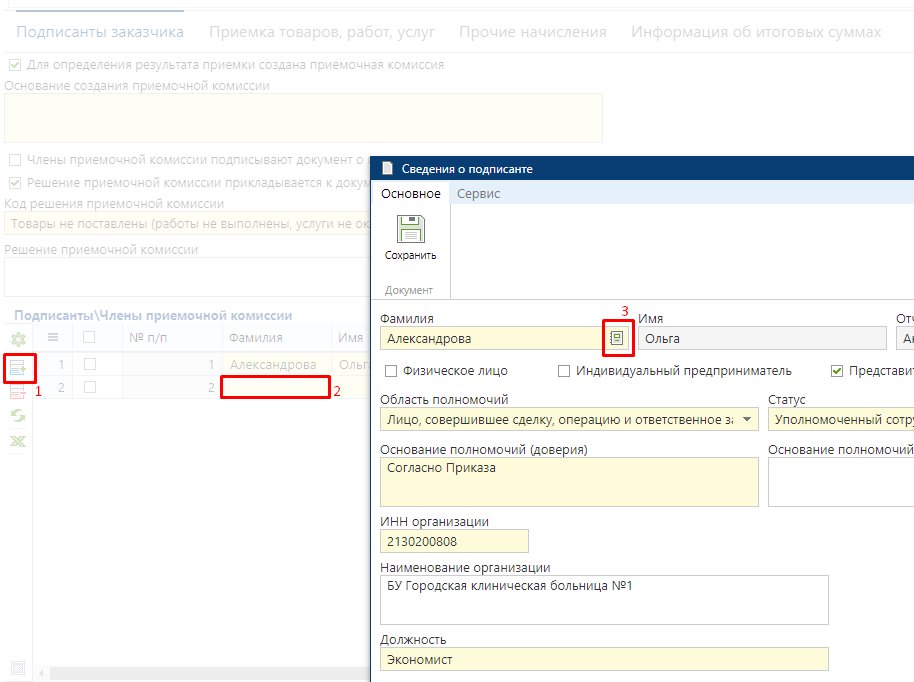 Подписанты заказчика Приемка товаров, работ, услуг Прочие начисления Информация об итоговых суммах
Для определения результата приемки создана приемочная комиссия
Основание создания приемочной комиссии
Члены приемочной комиссии подписывают документ о
Решение приемочной комиссии прикладывается к докум
Код решения приемочной комиссии
Товары не поставлены (работы не выполнены, услуги не ок
Решение приемочной комиссии
Подписанты\Члены приемочной комиссии
№ п/п Фамилия Имя
1 1 Александрова Ольг
1
2 2 2
Сведения о подписанте
Основное Сервис
Сохранить
Документ
3
Фамилия Имя Отч
Александрова Ольга Ан
Физическое лицо Индивидуальный предприниматель Представит
Область полномочий Статус
Лицо, совершившее сделку, операцию и ответственное за Уполномоченный сотру
Основание полномочий (доверия) Основание полномочий
Согласно Приказа
ИНН организации
2130200808
Наименование организации
БУ Городская клиническая больница №1
Должность
Экономист